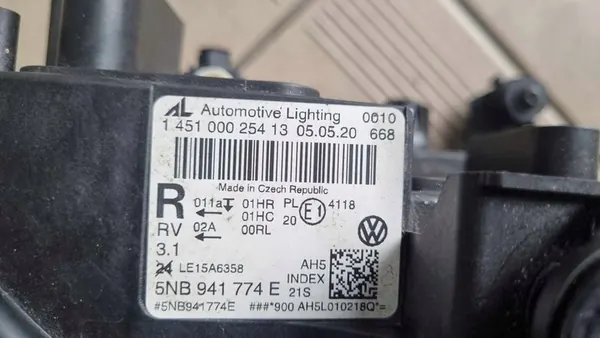 AL Automotive Lighting 0010
1 451 000 254 13 05.05.20 668
Made in Czech Republic
R 011a 01HR PL E1 4118
01HC 20
RV 02A 00RL
3.1
24 LE15A6358 AH5
INDEX
5NB 941 774 E 21S
#5NB941774E ###*900 AH5L010218Q*=